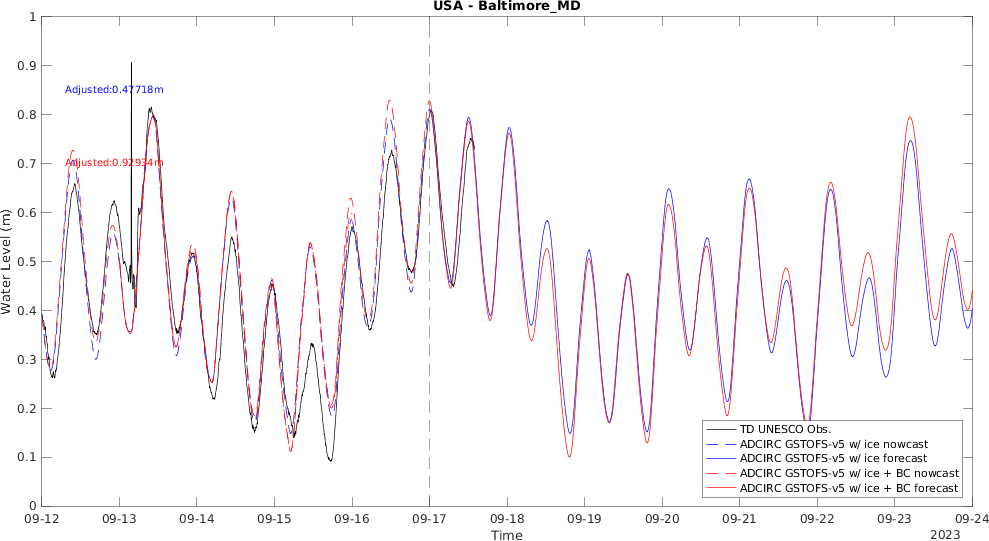 USA - Baltimore_MD
1
0.9
0.8
0.7
0.6
0.5
0.4
0.3
0.2
0.1
0
Water Level (m)
Adjusted:0.47718m
Adjusted:0.92934m
TD UNESCO Obs.
ADCIRC GSTOFS-v5 w/ ice nowcast
ADCIRC GSTOFS-v5 w/ ice forecast
ADCIRC GSTOFS-v5 w/ ice + BC nowcast
ADCIRC GSTOFS-v5 w/ ice + BC forecast
09-12 09-13 09-14 09-15 09-16 09-17 09-18 09-19 09-20 09-21 09-22 09-23 09-24
Time
2023